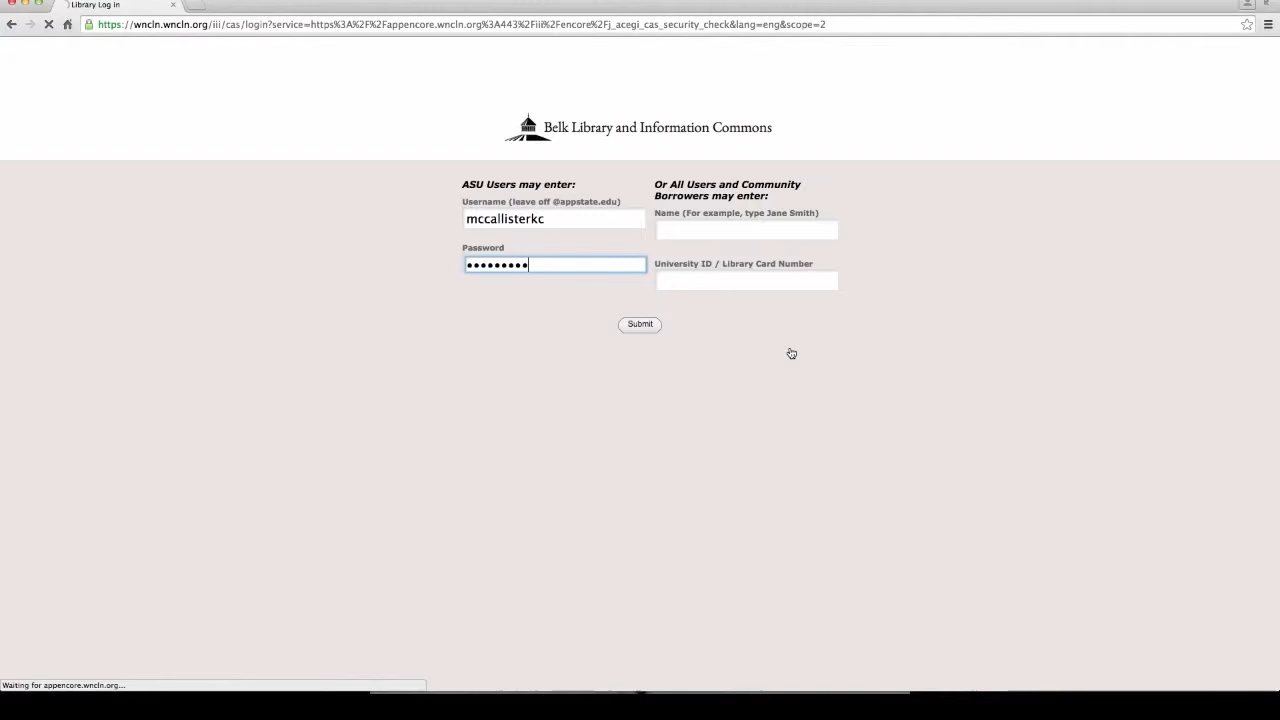 Library Log in
https://wncln.wncln.org/iii/cas/login?service=https%3A%2F%2Fappencore.wncln.org%3A443%2Fiii%2Fencore%2Fj_acegi_cas_security_check&lang=eng&scope=2
Belk Library and Information Commons
ASU Users may enter:
Username (leave off @appstate.edu)
mccallisterkc
Password
•••••••••
Or All Users and Community
Borrowers may enter:
Name (For example, type Jane Smith)
University ID / Library Card Number
Submit
Waiting for appencore.wncln.org...